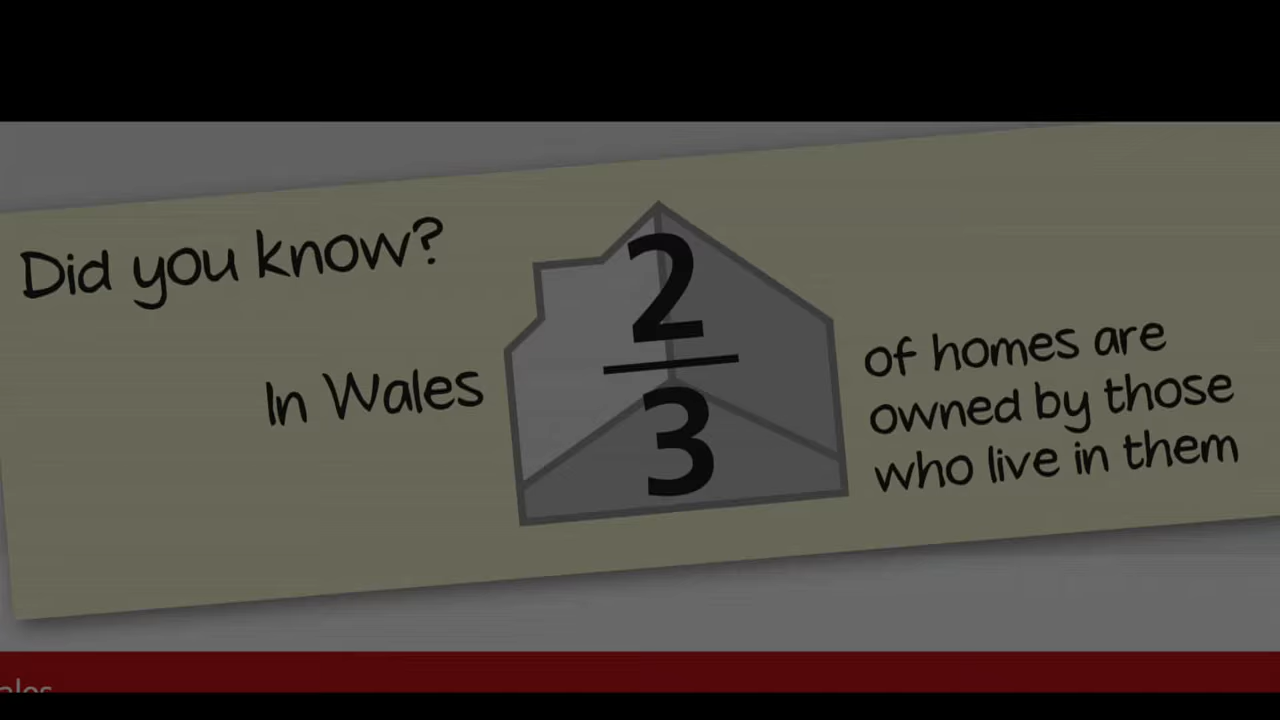 Did you know?
In Wales
2
3
of homes are
owned by those
who live in them